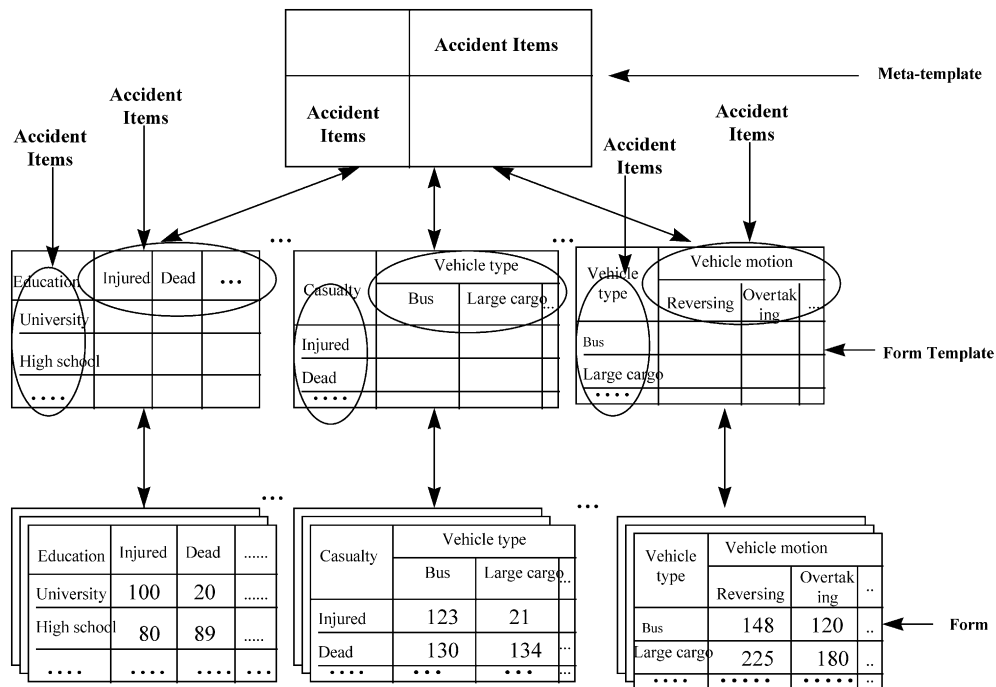 Accident Items
Meta-template
Accident
Items
Accident
Items
Accident
Items
Accident
Items
Accident
Items
...
...
Education
Injured
Dead
...
University
High school
....
Casualty
Vehicle type
Bus
Large cargo
...
Injured
Dead
....
Vehicle
type
Vehicle motion
Reversing
Overtak
ing
...
Bus
Large cargo
....
Form Template
...
...
Education Injured Dead ......
University 100 20 ......
High school 80 89 .....
.... .... .... ....
Casualty
Vehicle type
Bus Large cargo ...
Injured 123 21
Dead 130 134 ...
.... ... ... ...
Vehicle
type
Vehicle motion
Reversing
Overtak
ing
..
Bus 148 120 ..
Large cargo 225 180 ..
.... ..... ..... ..
Form